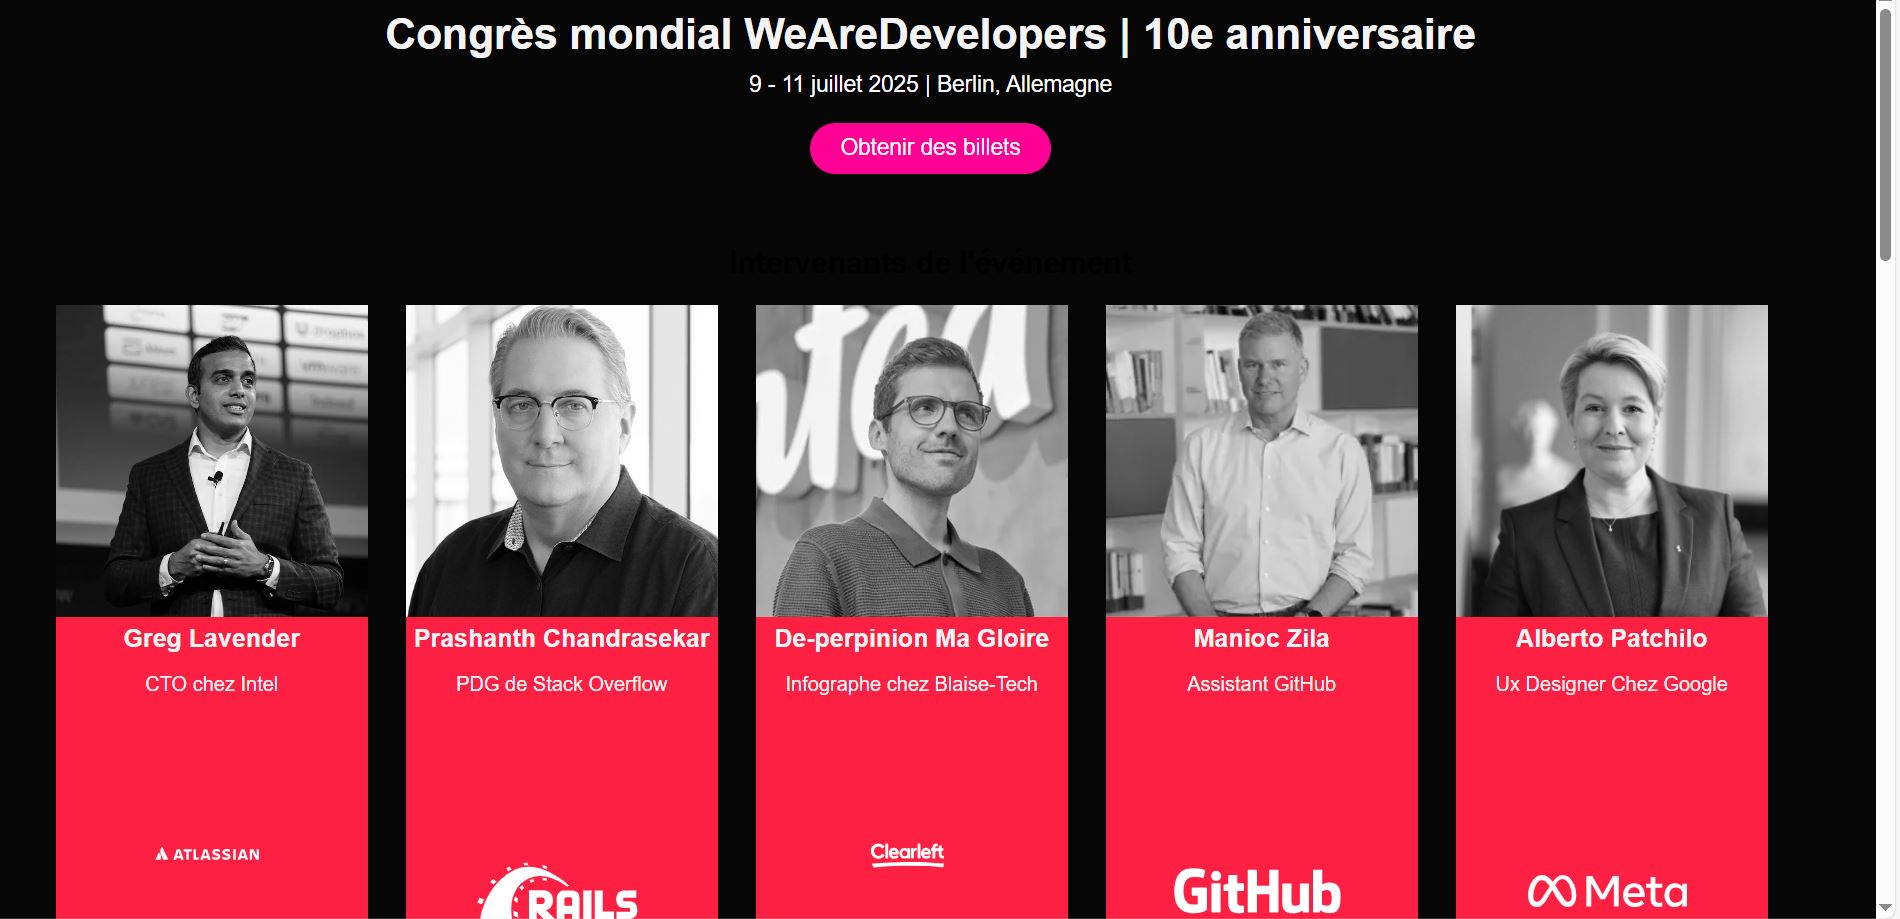 Congrès mondial WeAreDevelopers | 10e anniversaire
9 - 11 juillet 2025 | Berlin, Allemagne
Obtenir des billets
Intervenants de l'événement
Dropbox
vmware
Greg Lavender
Prashanth Chandrasekar
De-perpinion Ma Gloire
Manioc Zila
Alberto Patchilo
CTO chez Intel
PDG de Stack Overflow
Infographe chez Blaise-Tech
Assistant GitHub
Ux Designer Chez Google
ATLASSIAN
RAILS
Clearleft
GitHub
Meta